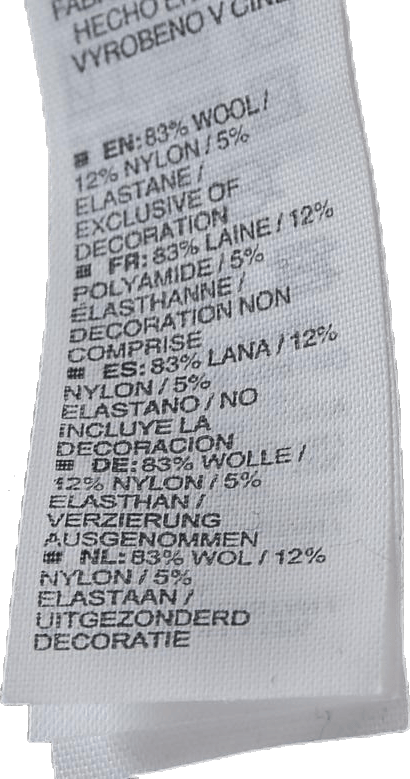 HECHO
VYROBENO V
EN: 83% WOOL /
12% NYLON / 5%
ELASTANE /
EXCLUSIVE OF
DECORATION
FR: 83% LAINE / 12%
POLYAMIDE / 5%
ÉLASTHANNE /
DECORATION NON
COMPRISE
ES: 83% LANA / 12%
NYLON / 5%
ELASTANO / NO
INCLUYE LA
DECORACION
DE: 83% WOLLE /
12% NYLON / 5%
ELASTHAN /
VERZIERUNG
AUSGENOMMEN
NL: 83% WOL / 12%
NYLON / 5%
ELASTAAN /
UITGEZONDERD
DECORATIE